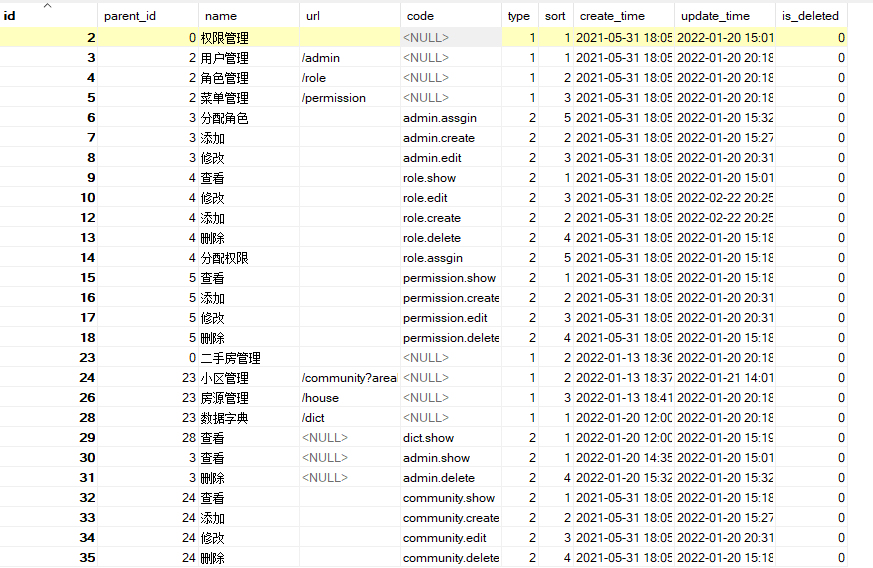 id parent_id name url code type sort create_time update_time is_deleted
2 0 权限管理 <NULL> 1 1 2021-05-31 18:05 2022-01-20 15:01 0
3 2 用户管理 /admin <NULL> 1 1 2021-05-31 18:05 2022-01-20 20:18 0
4 2 角色管理 /role <NULL> 1 2 2021-05-31 18:05 2022-01-20 20:18 0
5 2 菜单管理 /permission <NULL> 1 3 2021-05-31 18:05 2022-01-20 20:18 0
6 3 分配角色 admin.assgin 2 5 2021-05-31 18:05 2022-01-20 15:32 0
7 3 添加 admin.create 2 2 2021-05-31 18:05 2022-01-20 15:27 0
8 3 修改 admin.edit 2 3 2021-05-31 18:05 2022-01-20 20:31 0
9 4 查看 role.show 2 1 2021-05-31 18:05 2022-01-20 15:01 0
10 4 修改 role.edit 2 3 2021-05-31 18:05 2022-02-22 20:25 0
12 4 添加 role.create 2 2 2021-05-31 18:05 2022-02-22 20:25 0
13 4 删除 role.delete 2 4 2021-05-31 18:05 2022-01-20 15:18 0
14 4 分配权限 role.assgin 2 5 2021-05-31 18:05 2022-01-20 15:18 0
15 5 查看 permission.show 2 1 2021-05-31 18:05 2022-01-20 15:18 0
16 5 添加 permission.create 2 2 2021-05-31 18:05 2022-01-20 20:31 0
17 5 修改 permission.edit 2 3 2021-05-31 18:05 2022-01-20 20:31 0
18 5 删除 permission.delete 2 4 2021-05-31 18:05 2022-01-20 15:18 0
23 0 二手房管理 <NULL> 1 2 2022-01-13 18:36 2022-01-20 20:18 0
24 23 小区管理 /community?area <NULL> 1 2 2022-01-13 18:37 2022-01-21 14:01 0
26 23 房源管理 /house <NULL> 1 3 2022-01-13 18:41 2022-01-20 20:18 0
28 23 数据字典 /dict <NULL> 1 1 2022-01-20 12:00 2022-01-20 20:18 0
29 28 查看 <NULL> dict.show 2 1 2022-01-20 12:00 2022-01-20 15:19 0
30 3 查看 <NULL> admin.show 2 1 2022-01-20 14:35 2022-01-20 15:01 0
31 3 删除 <NULL> admin.delete 2 4 2022-01-20 15:32 2022-01-20 15:32 0
32 24 查看 community.show 2 1 2021-05-31 18:05 2022-01-20 15:18 0
33 24 添加 community.create 2 2 2021-05-31 18:05 2022-01-20 15:27 0
34 24 修改 community.edit 2 3 2021-05-31 18:05 2022-01-20 20:31 0
35 24 删除 community.delete 2 4 2021-05-31 18:05 2022-01-20 15:18 0